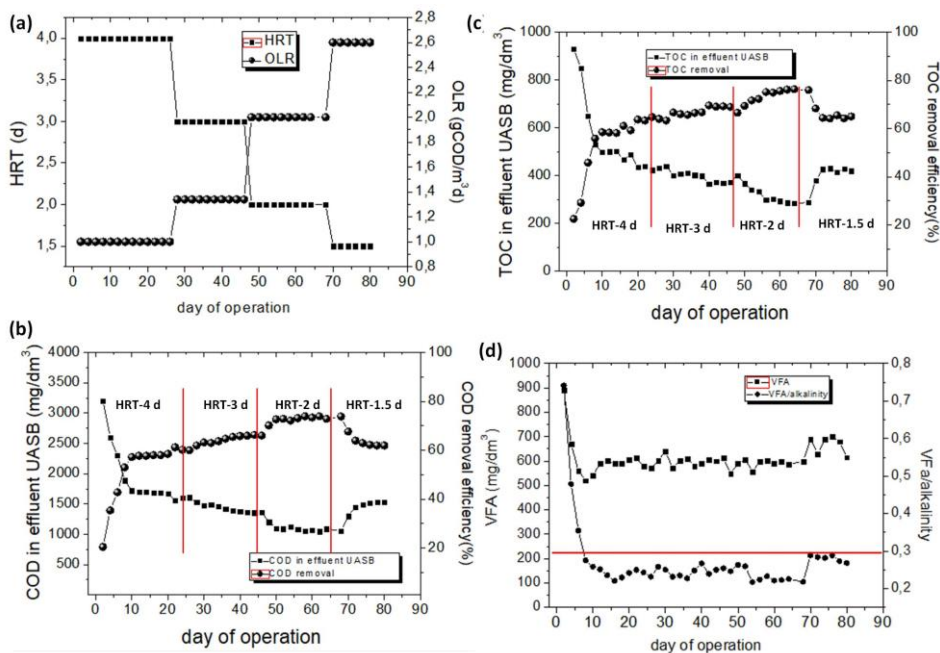 (a)
HRT
OLR
HRT (d)
4,0
3,5
3,0
2,5
2,0
1,5
OLR (gCOD/m³d)
2,8
2,6
2,4
2,2
2,0
1,8
1,6
1,4
1,2
1,0
0,8
0,6
0 10 20 30 40 50 60 70 80 90
day of operation
(c)
TOC in effluent UASB
TOC removal
TOC in effluent UASB (mg/dm³)
1000
800
600
400
200
0
TOC removal efficiency(%)
100
80
60
40
20
HRT-4 d
HRT-3 d
HRT-2 d
HRT-1.5 d
0 10 20 30 40 50 60 70 80 90
day of operation
(b)
COD in effluent UASB (mg/dm³)
4000
3500
3000
2500
2000
1500
1000
500
COD removal efficiency(%)
100
80
60
40
20
HRT-4 d
HRT-3 d
HRT-2 d
HRT-1.5 d
COD in effluent UASB
COD removal
0 10 20 30 40 50 60 70 80 90
day of operation
(d)
VFA
VFA/alkalinity
VFA (mg/dm³)
1000
900
800
700
600
500
400
300
200
100
0
VFa/alkalinity
0,8
0,7
0,6
0,5
0,4
0,3
0,2
0 10 20 30 40 50 60 70 80 90
day of operation